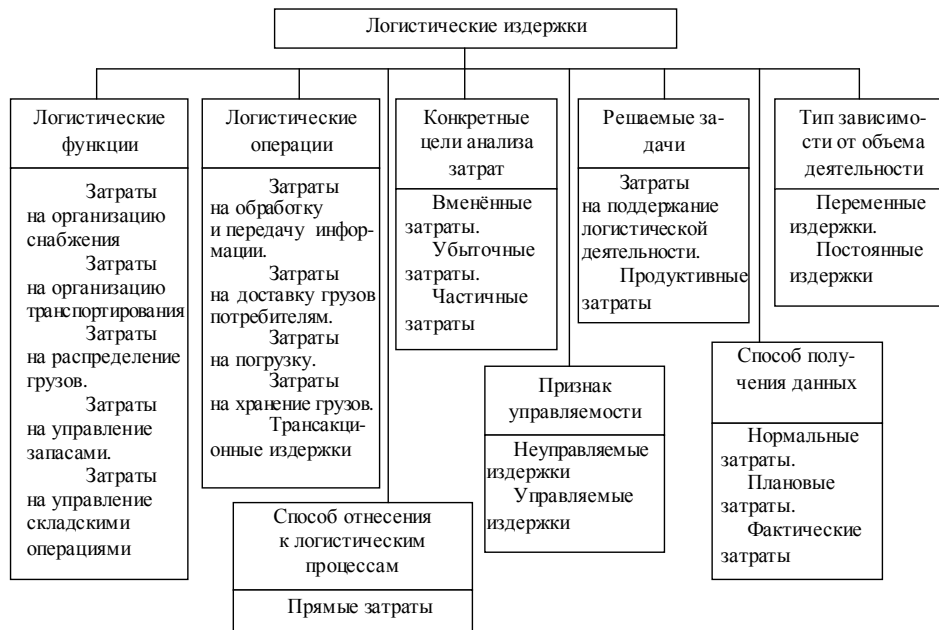 Логистические издержки
Логистические
функции
Затраты
на организацию
снабжения
Затраты
на организацию
транспортирования
Затраты
на распределение
грузов.
Затраты
на управление
запасами.
Затраты
на управление
складскими
операциями
Логистические
операции
Затраты
на обработку
и передачу инфор-
мации.
Затраты
на доставку грузов
потребителям.
Затраты
на погрузку.
Затраты
на хранение грузов.
Трансакци-
онные издержки
Конкретные
цели анализа
затрат
Вменённые
затраты.
Убыточные
затраты.
Частичные
затраты
Решаемые за-
дачи
Затраты
на поддержание
логистической
деятельности.
Продуктивные
затраты
Тип зависимо-
сти от объема
деятельности
Переменные
издержки.
Постоянные
издержки
Способ отнесения
к логистическим
процессам
Прямые затраты
Признак
управляемости
Неуправляемые
издержки
Управляемые
издержки
Способ полу-
чения данных
Нормальные
затраты.
Плановые
затраты.
Фактические
затраты